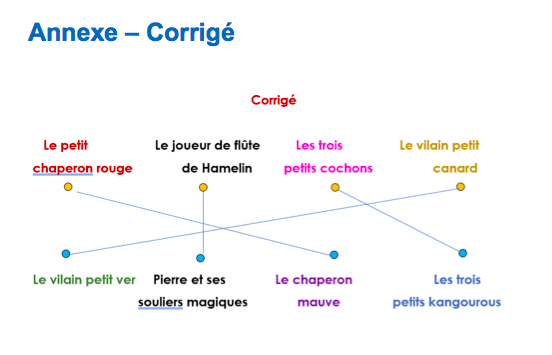 Annexe – Corrigé
Corrigé
Le petit
chaperon rouge
Le joueur de flûte
de Hamelin
Les trois
petits cochons
Le vilain petit
canard
Le vilain petit ver
Pierre et ses
souliers magiques
Le chaperon
mauve
Les trois
petits kangourous